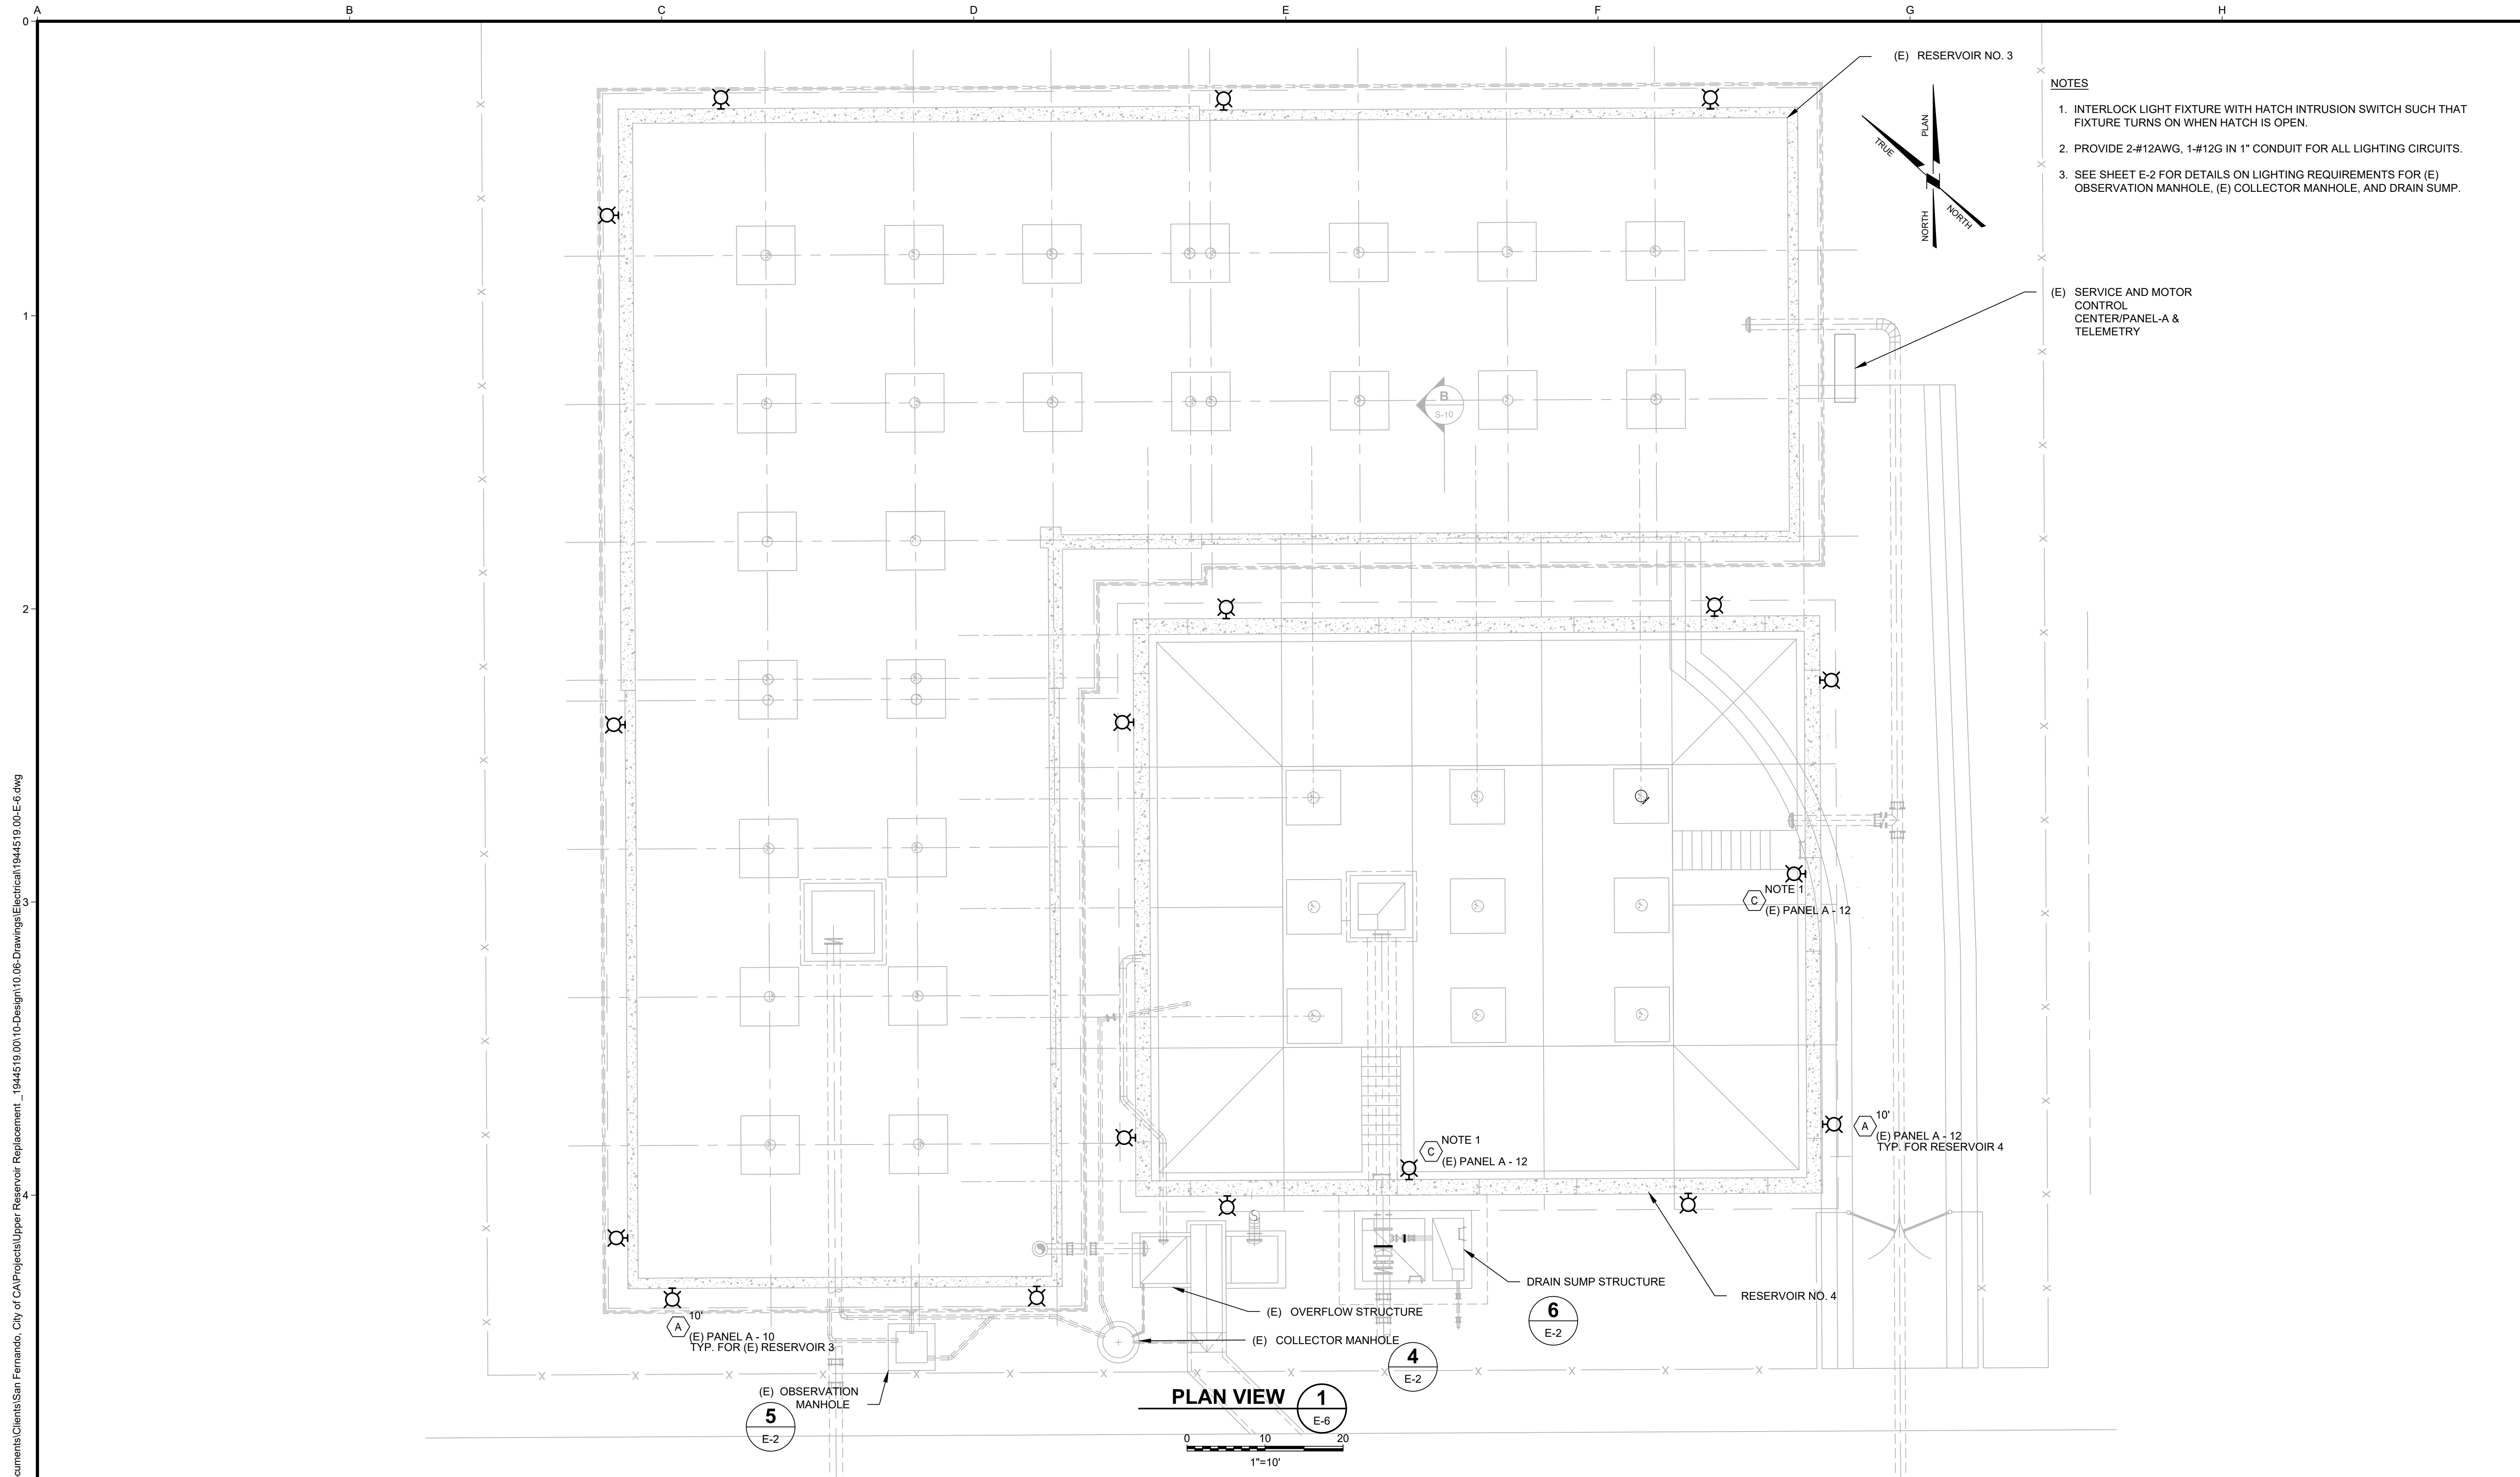 A B C D E F G H
0
1
2
3
4
(E) RESERVOIR NO. 3
PLAN
TRUE
NORTH
NORTH
NOTES
1. INTERLOCK LIGHT FIXTURE WITH HATCH INTRUSION SWITCH SUCH THAT
FIXTURE TURNS ON WHEN HATCH IS OPEN.
2. PROVIDE 2-#12AWG, 1-#12G IN 1" CONDUIT FOR ALL LIGHTING CIRCUITS.
3. SEE SHEET E-2 FOR DETAILS ON LIGHTING REQUIREMENTS FOR (E)
OBSERVATION MANHOLE, (E) COLLECTOR MANHOLE, AND DRAIN SUMP.
(E) SERVICE AND MOTOR
CONTROL
CENTER/PANEL-A &
TELEMETRY
B
S-10
NOTE 1
C
(E) PANEL A - 12
10'
A
(E) PANEL A - 12
TYP. FOR RESERVOIR 4
NOTE 1
C
(E) PANEL A - 12
DRAIN SUMP STRUCTURE
6
E-2
RESERVOIR NO. 4
(E) OVERFLOW STRUCTURE
(E) COLLECTOR MANHOLE
4
E-2
10'
A
(E) PANEL A - 10
TYP. FOR (E) RESERVOIR 3
(E) OBSERVATION
MANHOLE
5
E-2
PLAN VIEW
1
E-6
0 10 20
1"=10'
cuments\Clients\San Fernando, City of CA\Projects\Upper Reservoir Replacement _1944519.00\10-Design\10.06-Drawings\Electrical\1944519.00-E-6.dwg